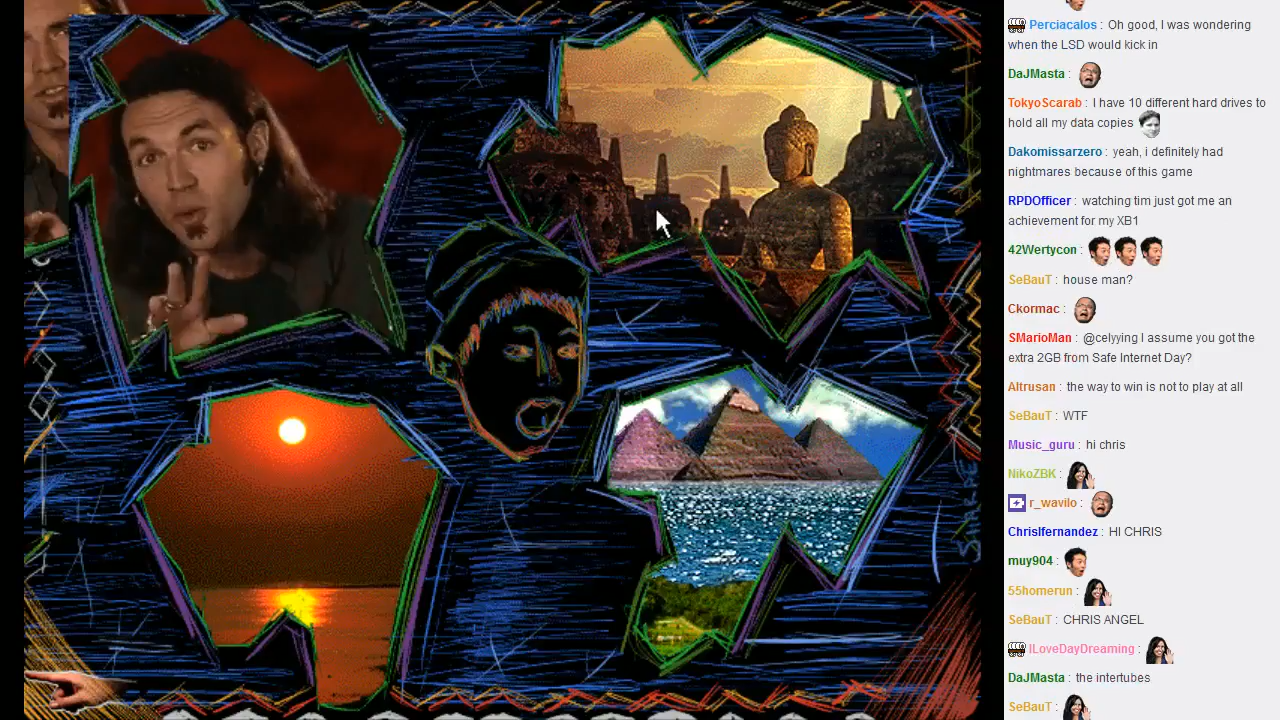 Perciacalos : Oh good, I was wondering
when the LSD would kick in
DaJMasta :
TokyoScarab : I have 10 different hard drives to
hold all my data copies
Dakomissarzero : yeah, i definitely had
nightmares because of this game
RPDOfficer : watching tim just got me an
achievement for my XB1
42Wertycon :
SeBauT : house man?
Ckormac :
SMarioMan : @celyying I assume you got the
extra 2GB from Safe Internet Day?
Altrusan : the way to win is not to play at all
SeBauT : WTF
Music_guru : hi chris
NikoZBK :
r_wavilo :
Chrislfernandez : HI CHRIS
muy904 :
55homerun :
SeBauT : CHRIS ANGEL
ILoveDayDreaming :
DaJMasta : the intertubes
SeBauT :